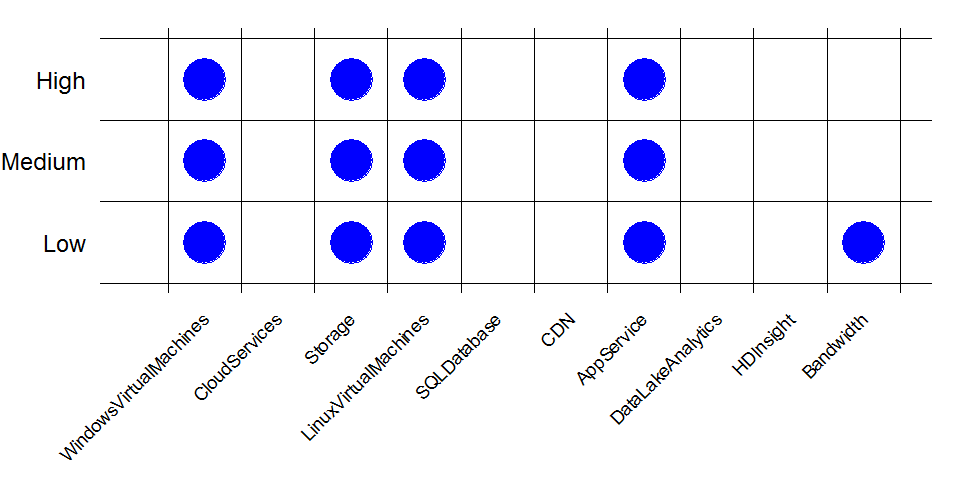 High
Medium
Low
WindowsVirtualMachines
CloudServices
Storage
LinuxVirtualMachines
SQLDatabase
CDN
AppService
DataLakeAnalytics
HDInsight
Bandwidth